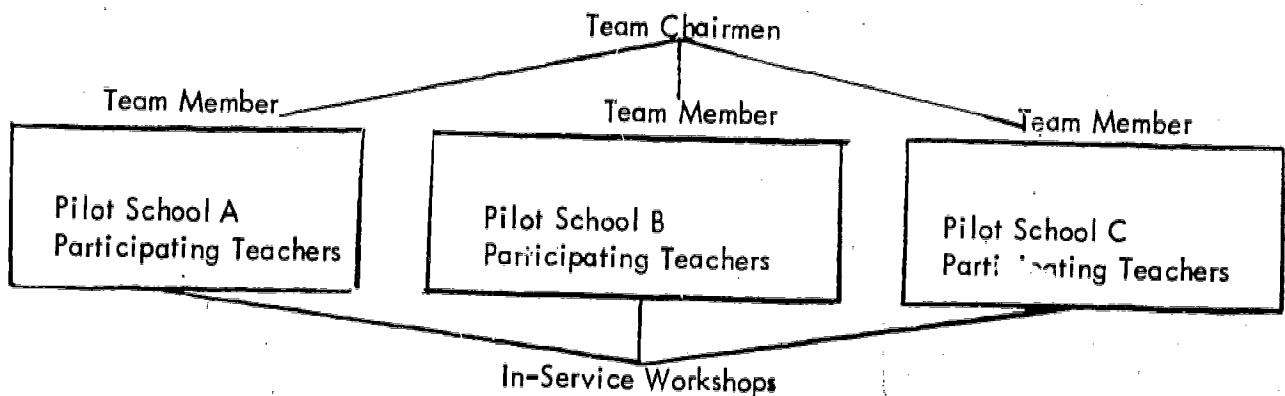 Team Chairmen
Team Member
Team Member
Team Member
Pilot School A
Participating Teachers
Pilot School B
Participating Teachers
Pilot School C
Participating Teachers
In-Service Workshops